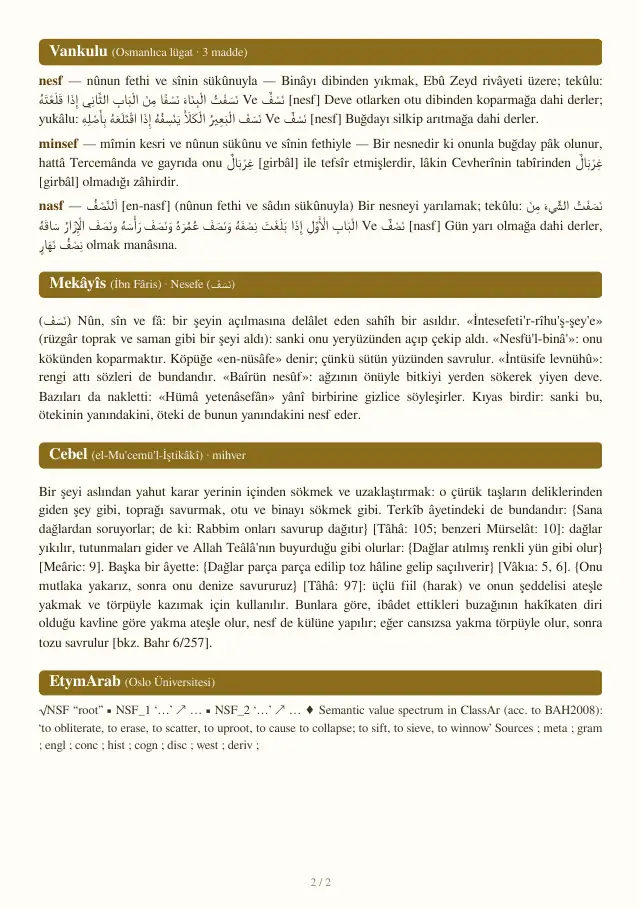 Vankulu (Osmanlıca lügat · 3 madde)
nesf — nûnun fethi ve sînin sükûnuyla — Binâyı dibinden yıkmak, Ebû Zeyd rivâyeti üzere; tekûlu:
نَسَفْتُ الْبِنَاءَ نَسْفًا مِنَ الْبَابِ الثَّانِي إِذَا قَلَعْتَهُ Ve نَسْفٌ [nesf] Deve otlarken otu dibinden koparmağa dahi derler;
yukâlu: نَسَفَ الْبَعِيرُ الْكَلَأَ يَنْسِفُهُ إِذَا اقْتَلَعَهُ بِأَصْلِهِ Ve نَسْفٌ [nesf] Buğdayı silkip arıtmağa dahi derler.
minsef — mîmin kesri ve nûnun sükûnu ve sînin fethiyle — Bir nesnedir ki onunla buğday pâk olunur,
hattâ Tercemânda ve gayrıda onu غِرْبَالٌ [girbâl] ile tefsîr etmişlerdir, lâkin Cevherînin tabîrinden غِرْبَالٌ
[girbâl] olmadığı zâhirdir.
nasf — اَلنَّصْفُ [en-nasf] (nûnun fethi ve sâdın sükûnuyla) Bir nesneyi yarılamak; tekûlu: نَصَفْتُ الشَّيْءَ مِنَ
الْبَابِ الْأَوَّلِ إِذَا بَلَغْتَ نِصْفَهُ وَنَصَفَ عُمُرَهُ وَنَصَفَ رَأْسَهُ ونَصَفَ الْإِزَارُ سَاقَهُ Ve نَصْفٌ [nasf] Gün yarı olmağa dahi derler,
نِصْفُ نَهَارٍ olmak manâsına.
Mekâyîs (İbn Fâris) · Nesefe (نسف)
(نَسَفَ) Nûn, sîn ve fâ: bir şeyin açılmasına delâlet eden sahîh bir asıldır. «İntesefeti'r-rîhu'ş-şey'e»
(rüzgar toprak ve saman gibi bir şeyi aldı): sanki onu yeryüzünden açıp çekip aldı. «Nesfü'l-binâ'»: onu
kökünden koparmaktır. Köpüğe «en-nüsâfe» denir; çünkü sütün yüzünden savrulur. «İntüsife levnühû»:
rengi attı sözleri de bundandır. «Baîrün nesûf»: ağzının önüyle bitkiyi yerden sökerek yiyen deve.
Bazıları da nakletti: «Hümâ yetenâsefân» yânî birbirine gizlice söyleşirler. Kıyas birdir: sanki bu,
ötekinin yanındakini, öteki de bunun yanındakini nesf eder.
Cebel (el-Mu'cemü'l-İştikâkî) · mihver
Bir şeyi aslından yahut karar yerinin içinden sökmek ve uzaklaştırmak: o çürük taşların deliklerinden
giden şey gibi, toprağı savurmak, otu ve binayı sökmek gibi. Terkîb âyetindeki de bundandır: {Sana
dağlardan soruyorlar; de ki: Rabbim onları savurup dağıtır} [Tâhâ: 105; benzeri Mürselât: 10]: dağlar
yıkılır, tutunmaları gider ve Allah Teâlâ'nın buyurduğu gibi olurlar: {Dağlar atılmış renkli yün gibi olur}
[Meâric: 9]. Başka bir âyette: {Dağlar parça parça edilip toz hâline gelip saçılıverir} [Vâkıa: 5, 6]. {Onu
mutlaka yakarız, sonra onu denize savururuz} [Tâhâ: 97]: üçlü fiil (harak) ve onun şeddelisi ateşle
yakmak ve törpüyle kazımak için kullanılır. Bunlara göre, ibâdet ettikleri buzağının hakîkaten diri
olduğu kavline göre yakma ateşle olur, nesf de külüne yapılır; eğer cansızsa yakma törpüyle olur, sonra
tozu savrulur [bkz. Bahr 6/257].
EtymArab (Oslo Üniversitesi)
√NSF “root” ▪ NSF_1 ‘…’ ↗ … ▪ NSF_2 ‘…’ ↗ … ♦ Semantic value spectrum in ClassAr (acc. to BAH2008):
‘to obliterate, to erase, to scatter, to uproot, to cause to collapse; to sift, to sieve, to winnow’ Sources ; meta ; gram
; engl ; conc ; hist ; cogn ; disc ; west ; deriv ;
2 / 2